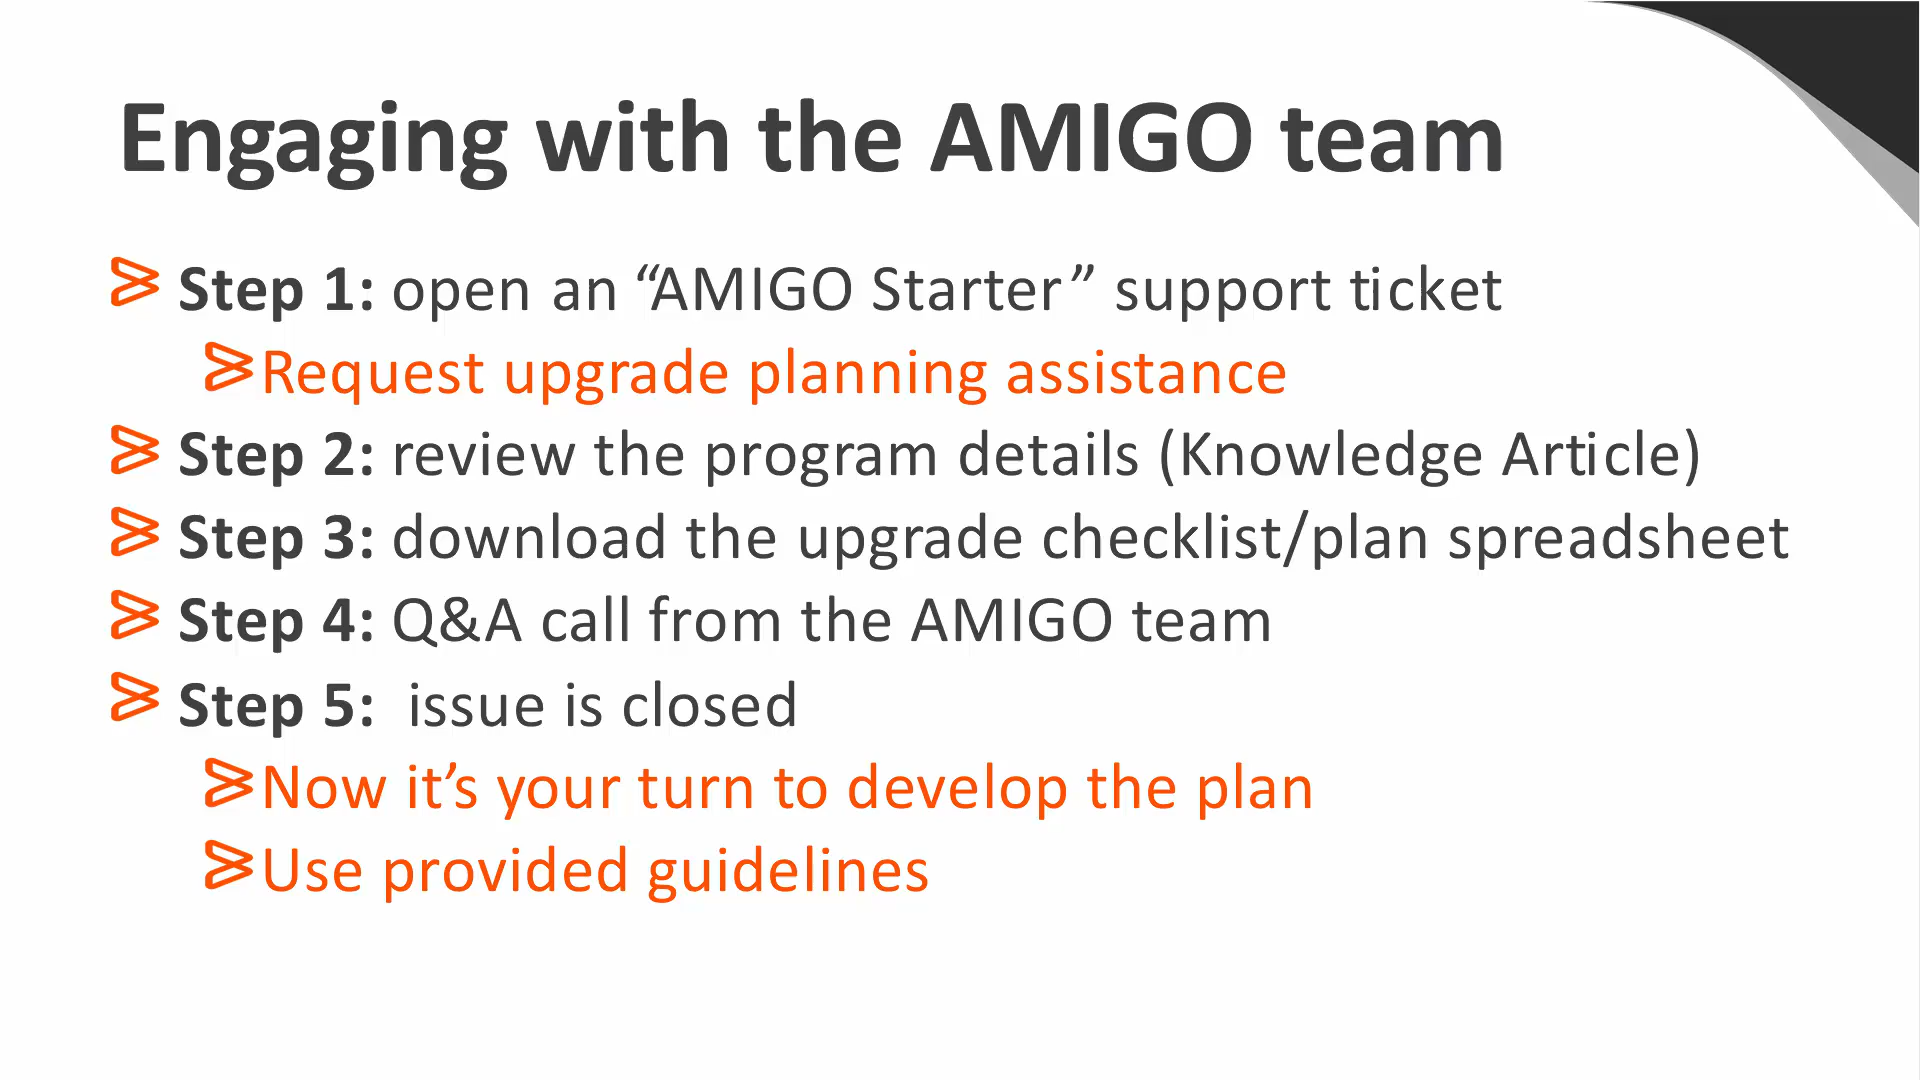 Engaging with the AMIGO team
Step 1: open an “AMIGO Starter” support ticket
Request upgrade planning assistance
Step 2: review the program details (Knowledge Article)
Step 3: download the upgrade checklist/plan spreadsheet
Step 4: Q&A call from the AMIGO team
Step 5: issue is closed
Now it’s your turn to develop the plan
Use provided guidelines